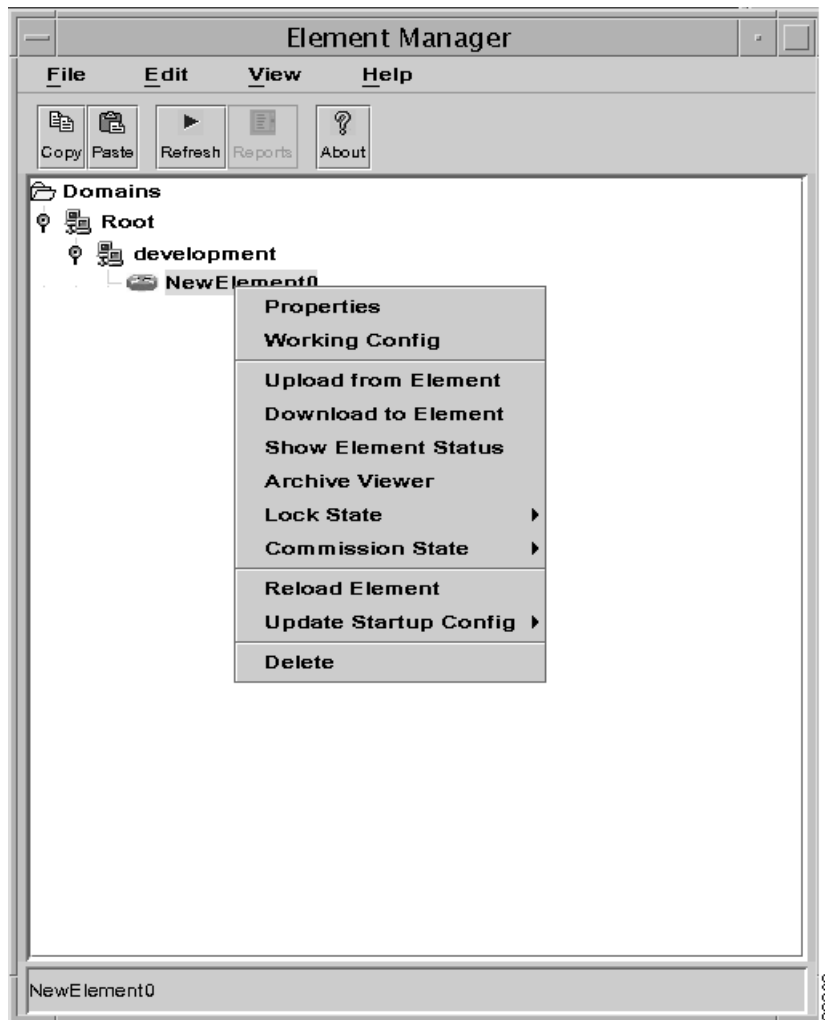 Element Manager
File Edit View Help
Copy Paste Refresh Reports About
Domains
Root
development
NewElement0
Properties
Working Config
Upload from Element
Download to Element
Show Element Status
Archive Viewer
Lock State
Commission State
Reload Element
Update Startup Config
Delete
NewElement0